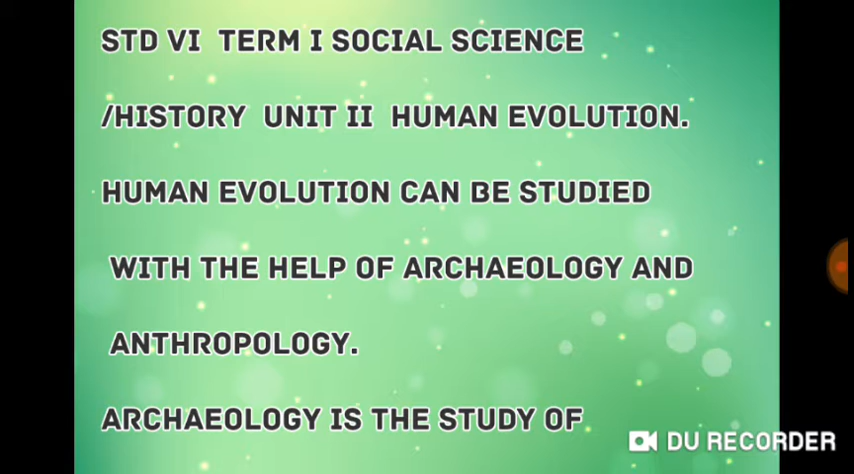 STD VI TERM I SOCIAL SCIENCE
/HISTORY UNIT II HUMAN EVOLUTION.
HUMAN EVOLUTION CAN BE STUDIED
WITH THE HELP OF ARCHAEOLOGY AND
ANTHROPOLOGY.
ARCHAEOLOGY IS THE STUDY OF
DU RECORDER